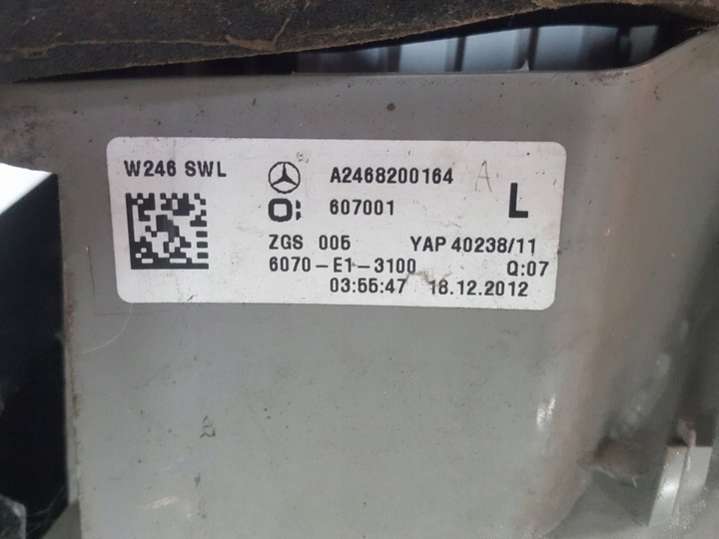 W246 SWL
A2468200164 A
607001 L
ZGS 005 YAP 40238/11
6070-E1-3100 Q:07
03:55:47 18.12.2012